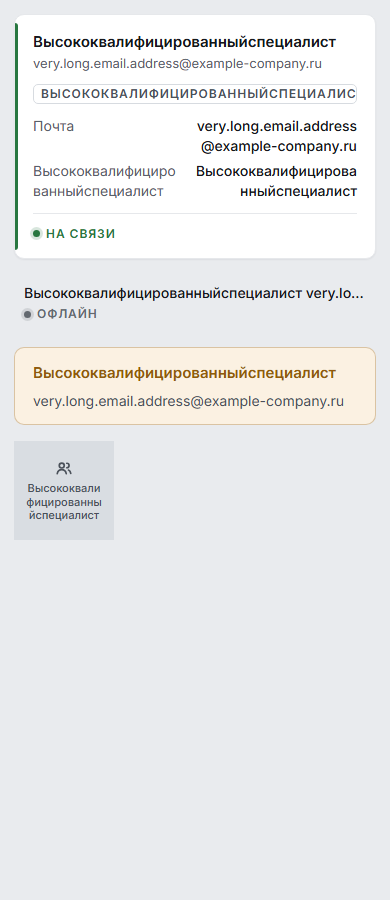 Высококвалифицированныйспециалист
very.long.email.address@example-company.ru
ВЫСОКОКВАЛИФИЦИРОВАННЫЙСПЕЦИАЛИС
Почта
very.long.email.address
@example-company.ru
Высококвалифициро
ванныйспециалист
Высококвалифицирова
нныйспециалист
НА СВЯЗИ
Высококвалифицированныйспециалист very.lo...
ОФЛАЙН
Высококвалифицированныйспециалист
very.long.email.address@example-company.ru
Высококвали
фицированны
йспециалист